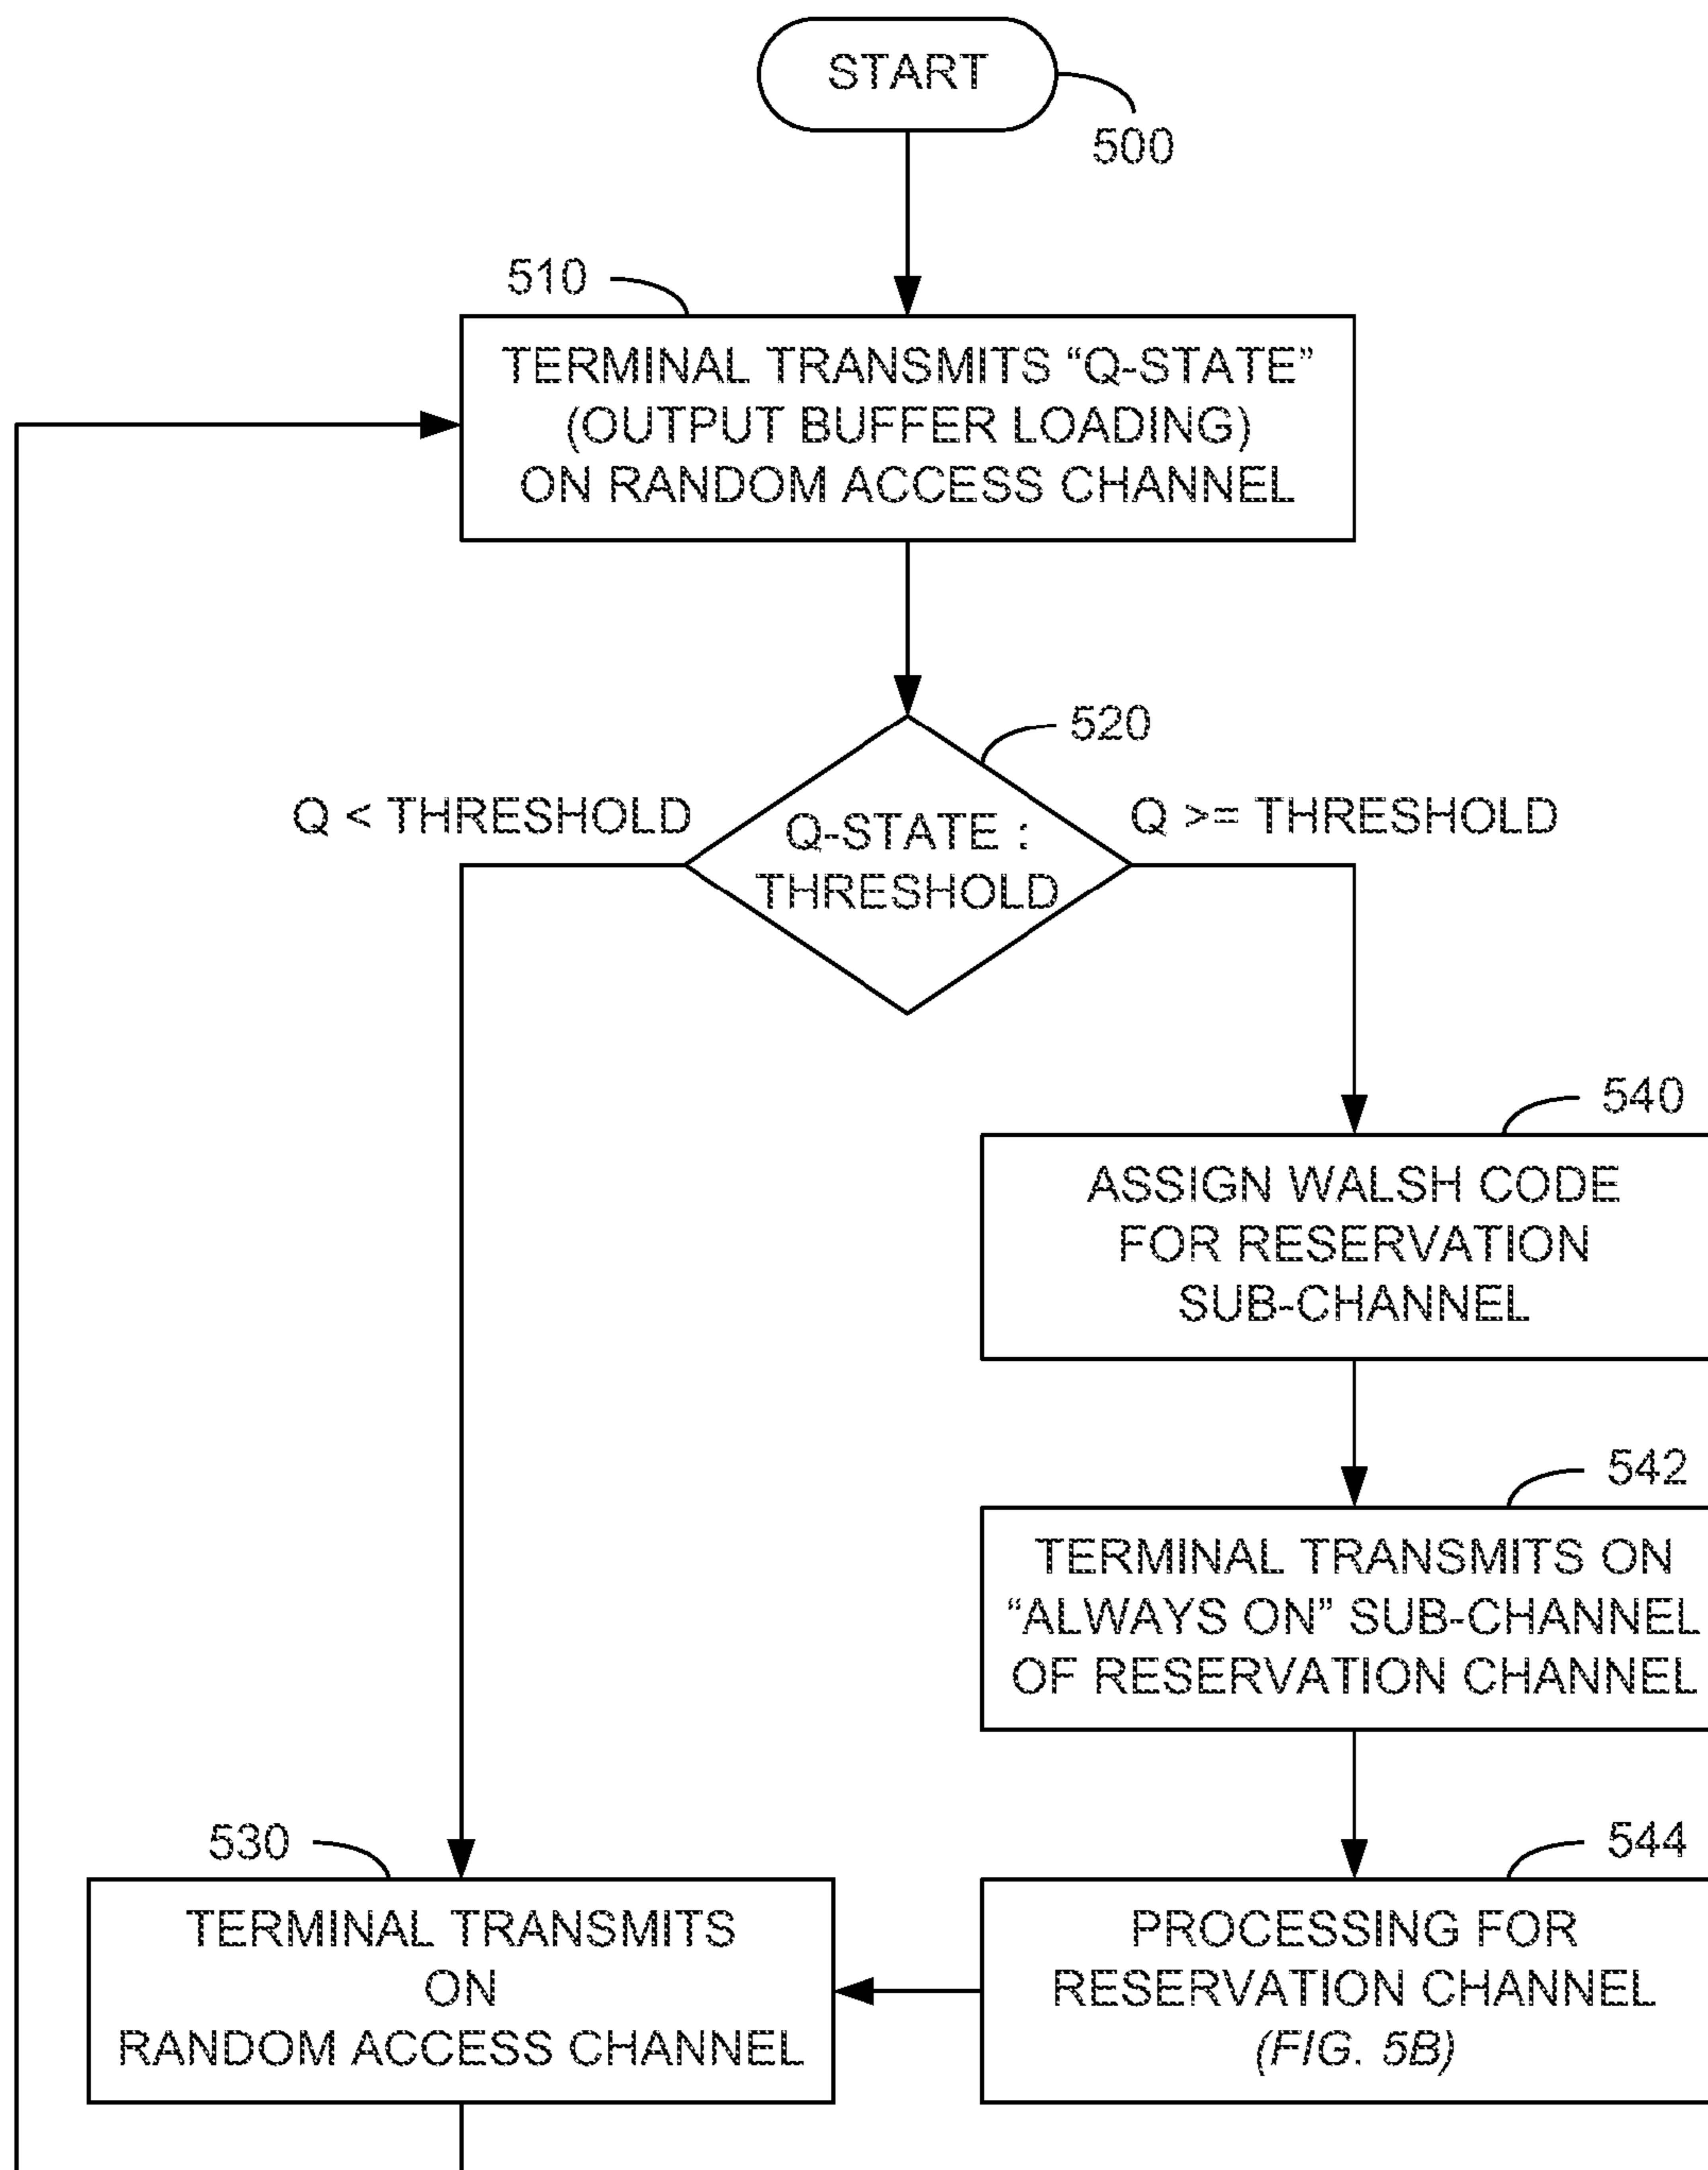 START
500
510
TERMINAL TRANSMITS “Q-STATE”
(OUTPUT BUFFER LOADING)
ON RANDOM ACCESS CHANNEL
520
Q < THRESHOLD
Q-STATE :
THRESHOLD
Q >= THRESHOLD
540
ASSIGN WALSH CODE
FOR RESERVATION
SUB-CHANNEL
542
TERMINAL TRANSMITS ON
“ALWAYS ON” SUB-CHANNEL
OF RESERVATION CHANNEL
530
TERMINAL TRANSMITS
ON
RANDOM ACCESS CHANNEL
544
PROCESSING FOR
RESERVATION CHANNEL
(FIG. 5B)